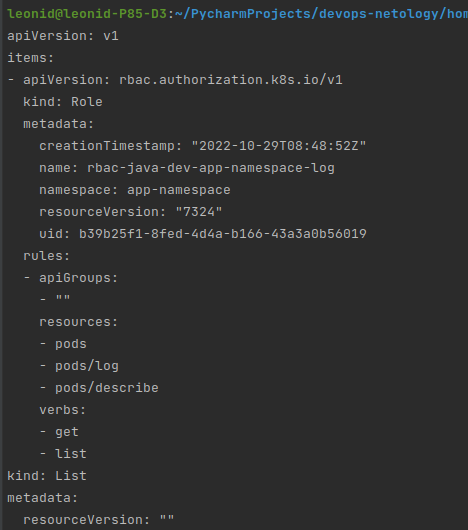 leonid@leonid-P85-D3:~/PycharmProjects/devops-netology/hom
apiVersion: v1
items:
- apiVersion: rbac.authorization.k8s.io/v1
  kind: Role
  metadata:
    creationTimestamp: "2022-10-29T08:48:52Z"
    name: rbac-java-dev-app-namespace-log
    namespace: app-namespace
    resourceVersion: "7324"
    uid: b39b25f1-8fed-4d4a-b166-43a3a0b56019
  rules:
  - apiGroups:
    - ""
    resources:
    - pods
    - pods/log
    - pods/describe
    verbs:
    - get
    - list
kind: List
metadata:
  resourceVersion: ""